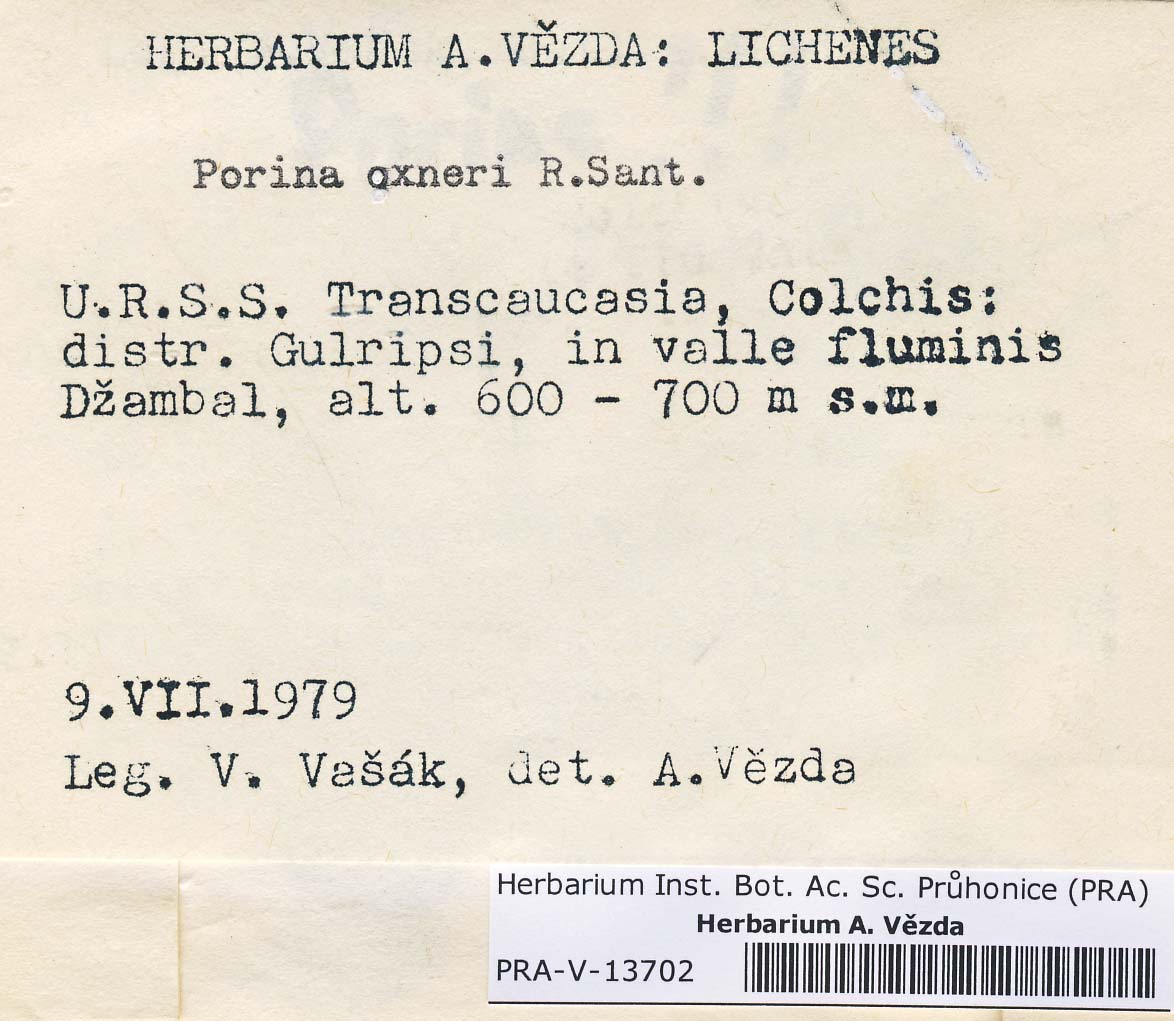 HERBARIUM A.VĚZDA: LICHENES
Porina oxneri R.Sant.
U.R.S.S. Transcaucasia, Colchis:
distr. Gulripsi, in valle fluminis
Džambal, alt. 600 - 700 m s.m.
9.VII.1979
Leg. V. Vašák, det. A.Vězda
Herbarium Inst. Bot. Ac. Sc. Průhonice (PRA)
Herbarium A. Vězda
PRA-V-13702